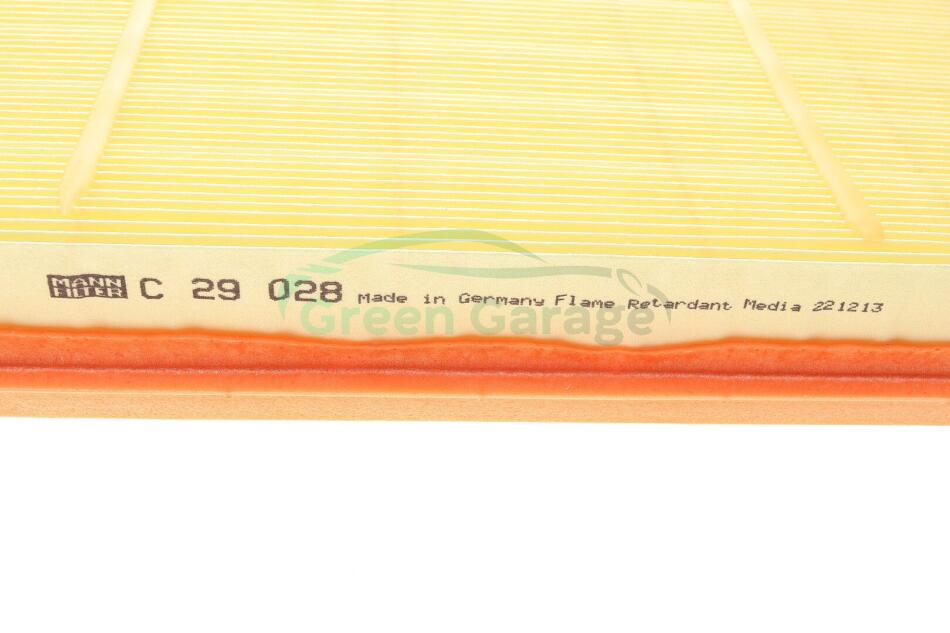 MANN FILTER C 29 028 Made in Germany Flame Retardant Media 221213
Green Garage